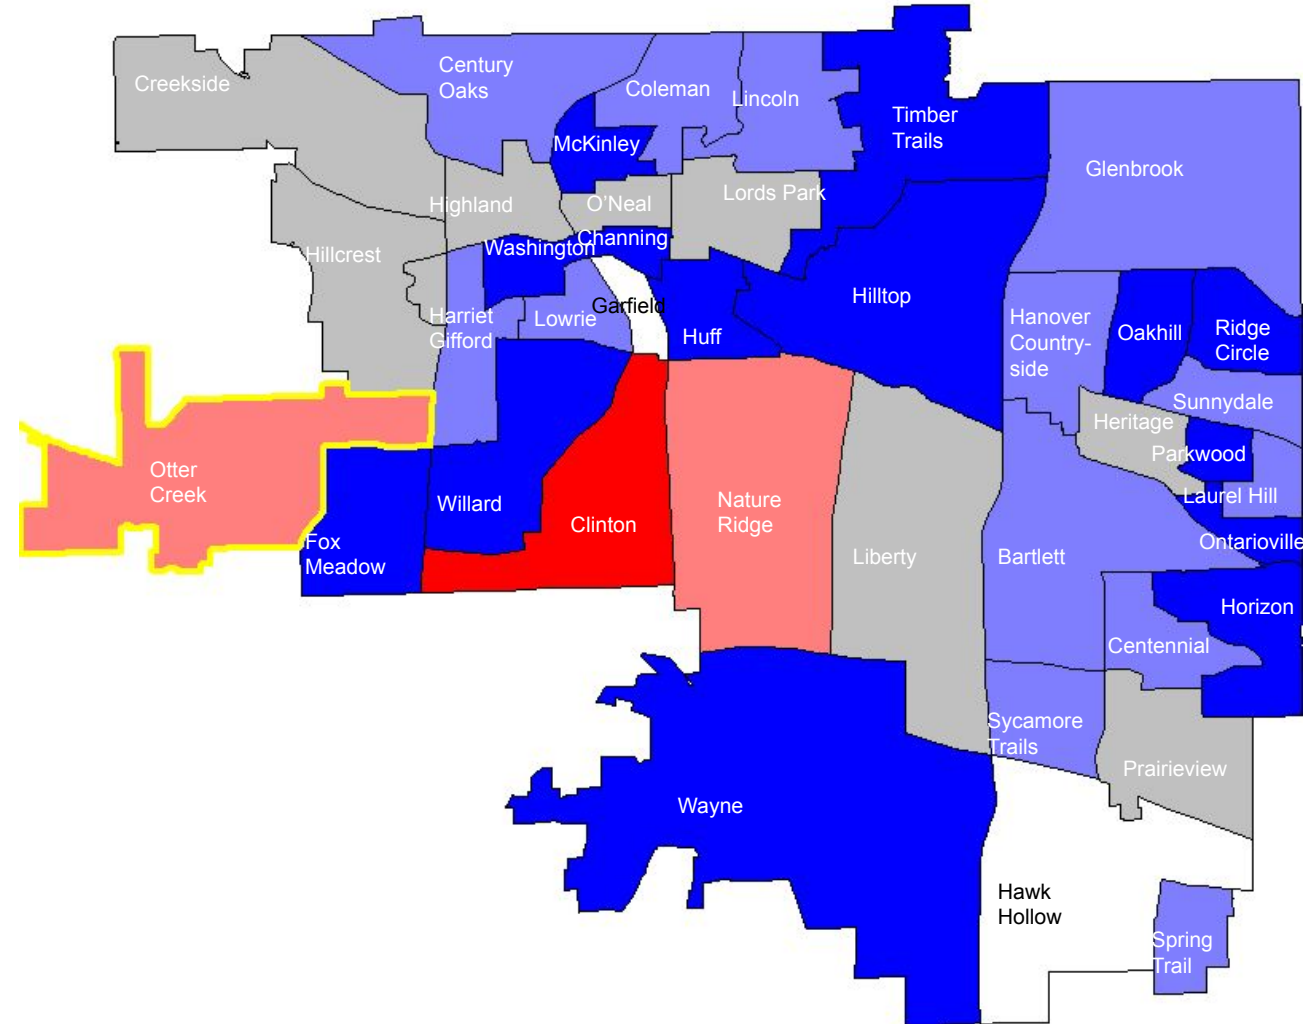 Creekside
Century
Oaks
Coleman
Lincoln
Timber
Trails
McKinley
Glenbrook
Highland
O'Neal
Lords Park
Hillcrest
Washington
Channing
Harriet
Gifford
Lowrie
Garfield
Huff
Hilltop
Hanover
Country-
side
Oakhill
Ridge
Circle
Sunnydale
Heritage
Parkwood
Laurel Hill
Otter
Creek
Willard
Clinton
Nature
Ridge
Fox
Meadow
Liberty
Bartlett
Ontarioville
Horizon
Centennial
Sycamore
Trails
Prairieview
Wayne
Hawk
Hollow
Spring
Trail